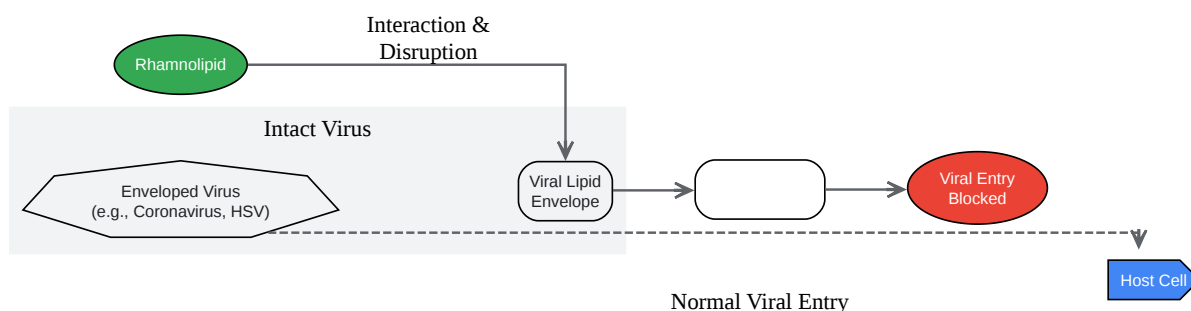 Interaction &
Disruption
Rhamnolipid
Intact Virus
Enveloped Virus
(e.g., Coronavirus, HSV)
Viral Lipid
Envelope
Viral Entry
Blocked
Host Cell
Normal Viral Entry